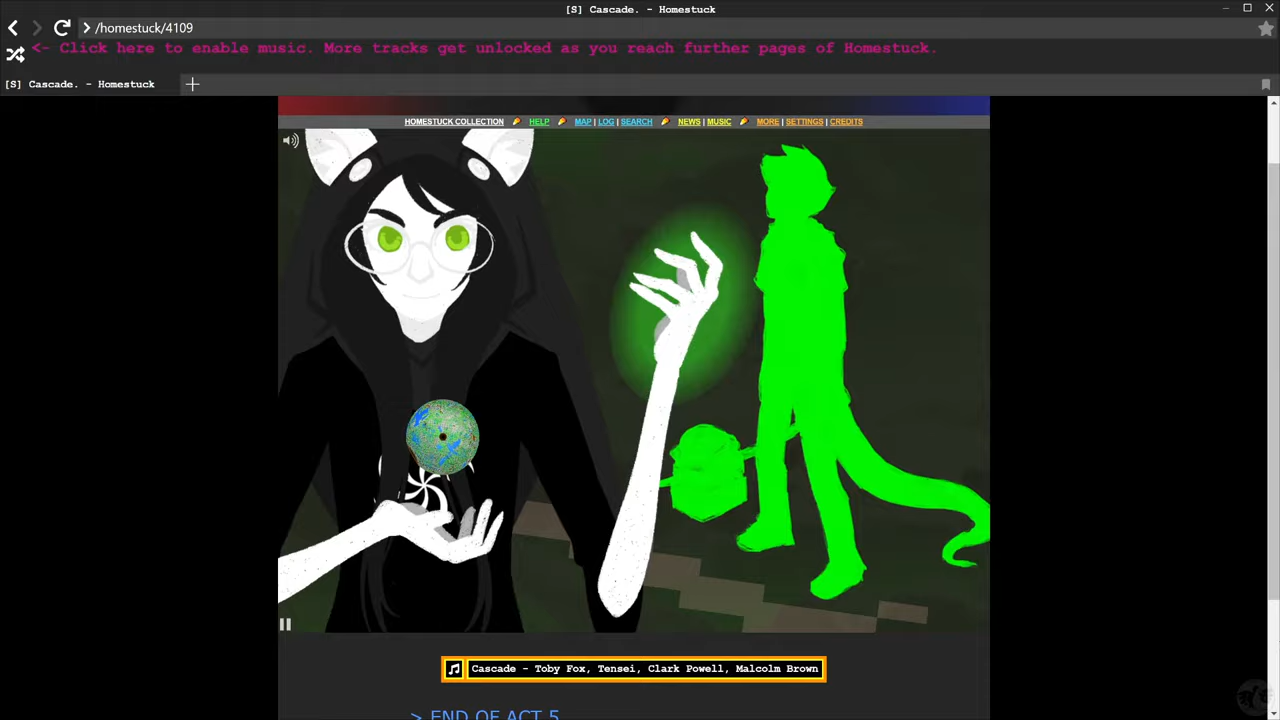 [S] Cascade. - Homestuck
/homestuck/4109
<- Click here to enable music. More tracks get unlocked as you reach further pages of Homestuck.
[S] Cascade. - Homestuck
HOMESTUCK COLLECTION HELP MAP | LOG | SEARCH NEWS | MUSIC MORE | SETTINGS | CREDITS
Cascade - Toby Fox, Tensei, Clark Powell, Malcolm Brown
> END OF ACT 5